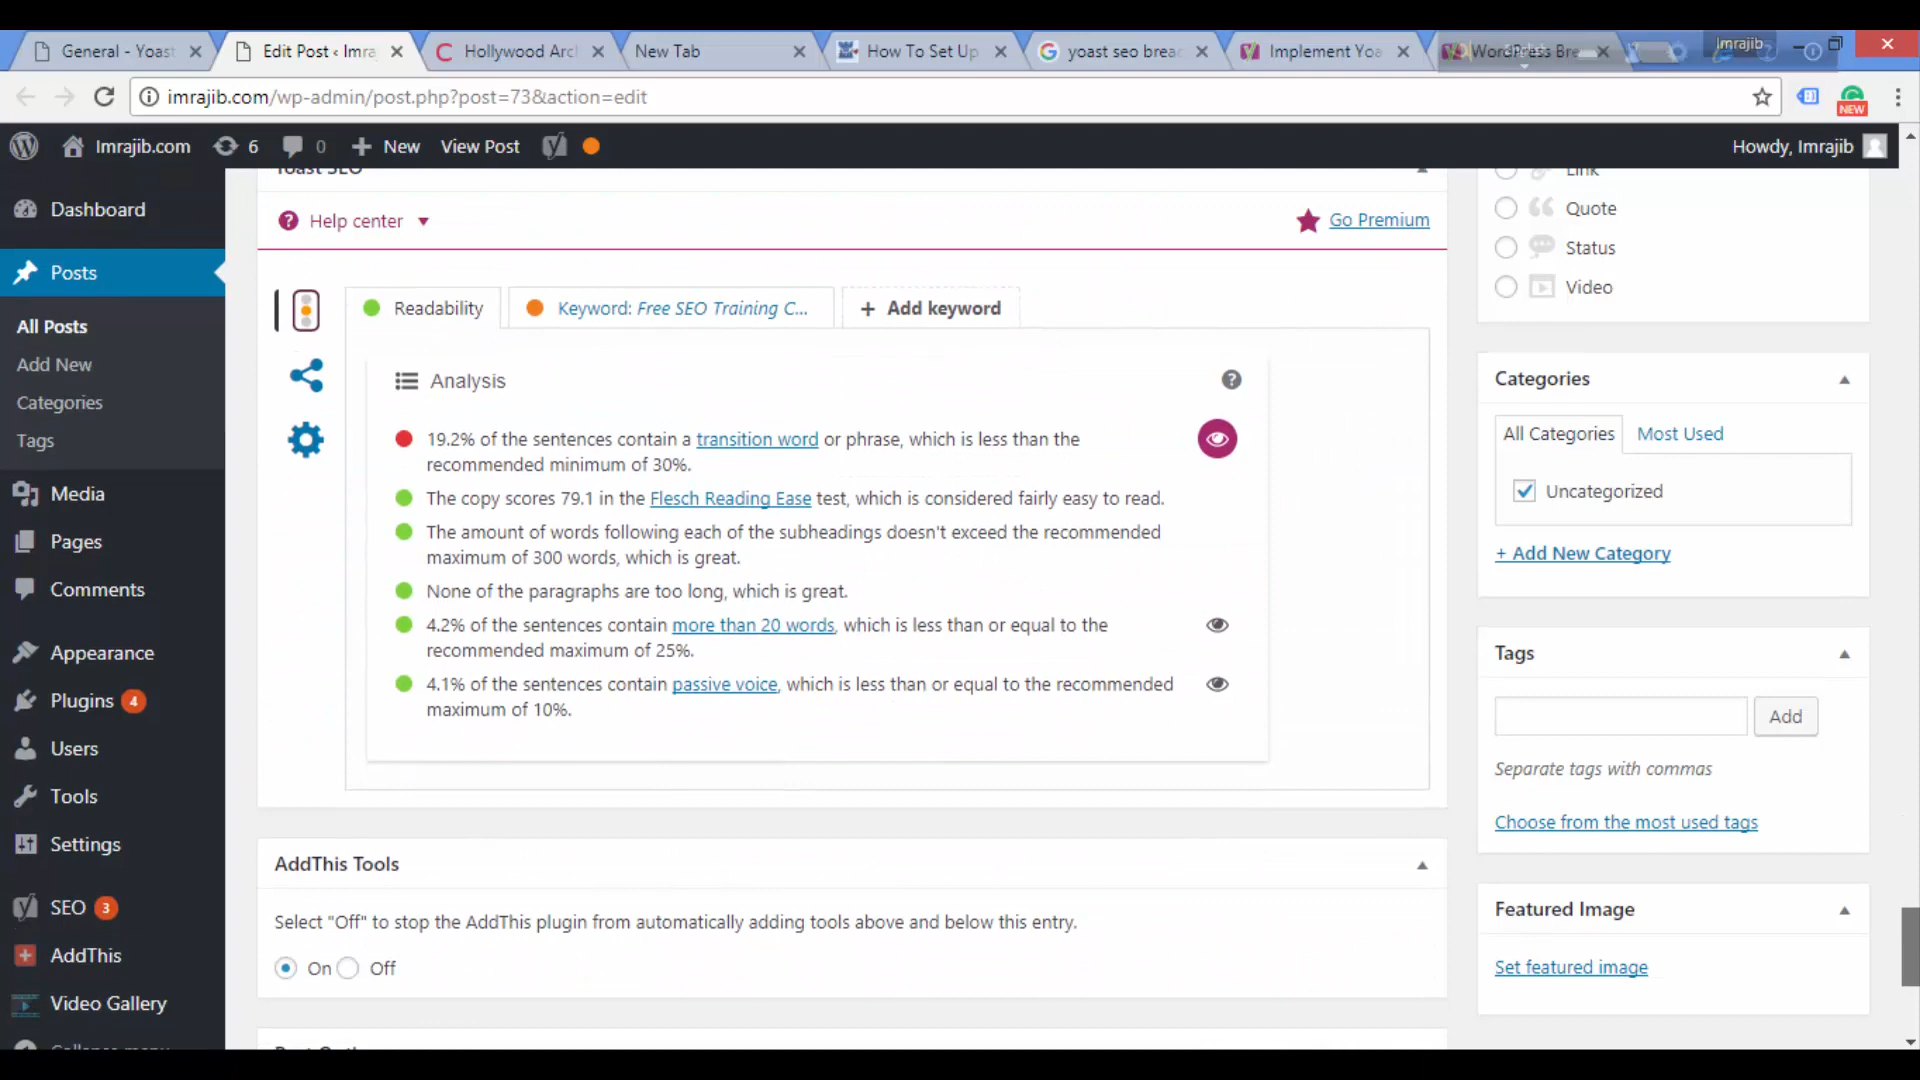 General - Yoast
Edit Post ‹ Imra
Hollywood Arc
New Tab
How To Set Up
yoast seo brea
Implement Yoa
WordPress Bre
Imrajib
imrajib.com/wp-admin/post.php?post=73&action=edit
NEW
Imrajib.com
6
0
New
View Post
Howdy, Imrajib
Dashboard
Posts
All Posts
Add New
Categories
Tags
Media
Pages
Comments
Appearance
Plugins 4
Users
Tools
Settings
SEO 3
AddThis
Video Gallery
Collapse menu
Yoast SEO
Help center
Go Premium
Readability
Keyword: Free SEO Training C...
+ Add keyword
Analysis
19.2% of the sentences contain a transition word or phrase, which is less than the
recommended minimum of 30%.
The copy scores 79.1 in the Flesch Reading Ease test, which is considered fairly easy to read.
The amount of words following each of the subheadings doesn't exceed the recommended
maximum of 300 words, which is great.
None of the paragraphs are too long, which is great.
4.2% of the sentences contain more than 20 words, which is less than or equal to the
recommended maximum of 25%.
4.1% of the sentences contain passive voice, which is less than or equal to the recommended
maximum of 10%.
AddThis Tools
Select "Off" to stop the AddThis plugin from automatically adding tools above and below this entry.
On
Off
Link
Quote
Status
Video
Categories
All Categories
Most Used
Uncategorized
+ Add New Category
Tags
Add
Separate tags with commas
Choose from the most used tags
Featured Image
Set featured image